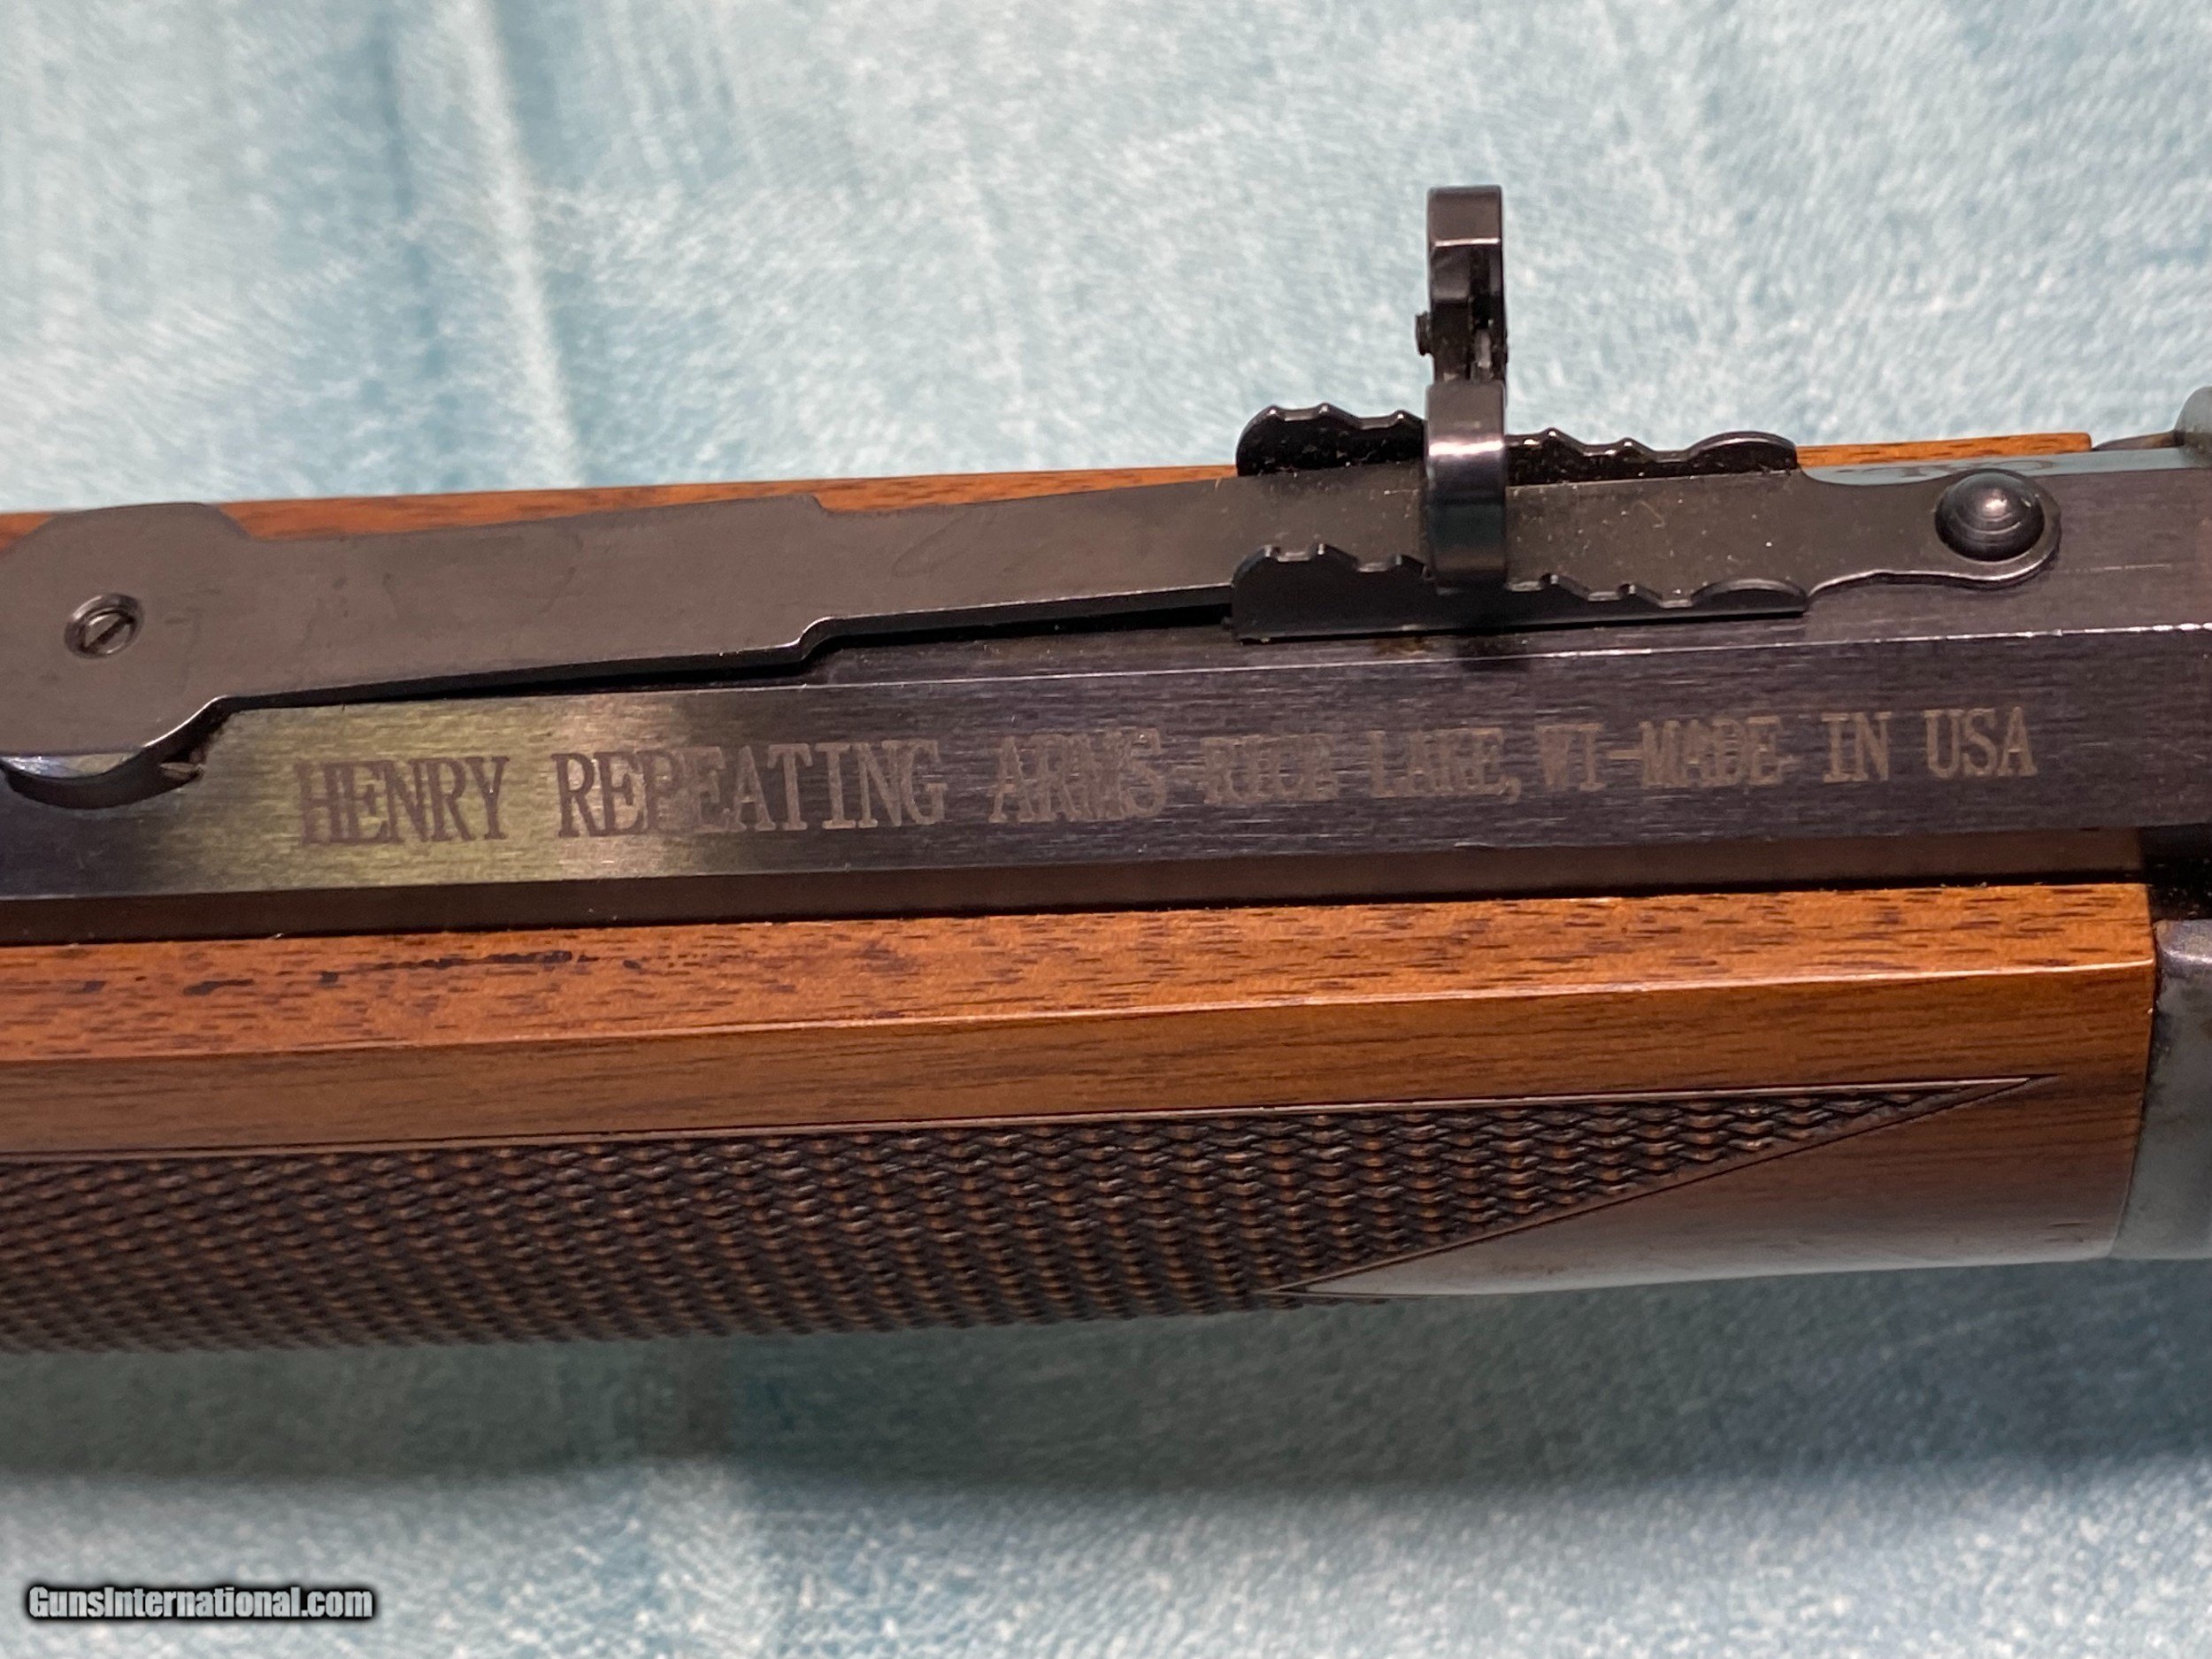 HENRY REPEATING ARMS-RICE LAKE, WI-MADE IN USA
GunsInternational.com